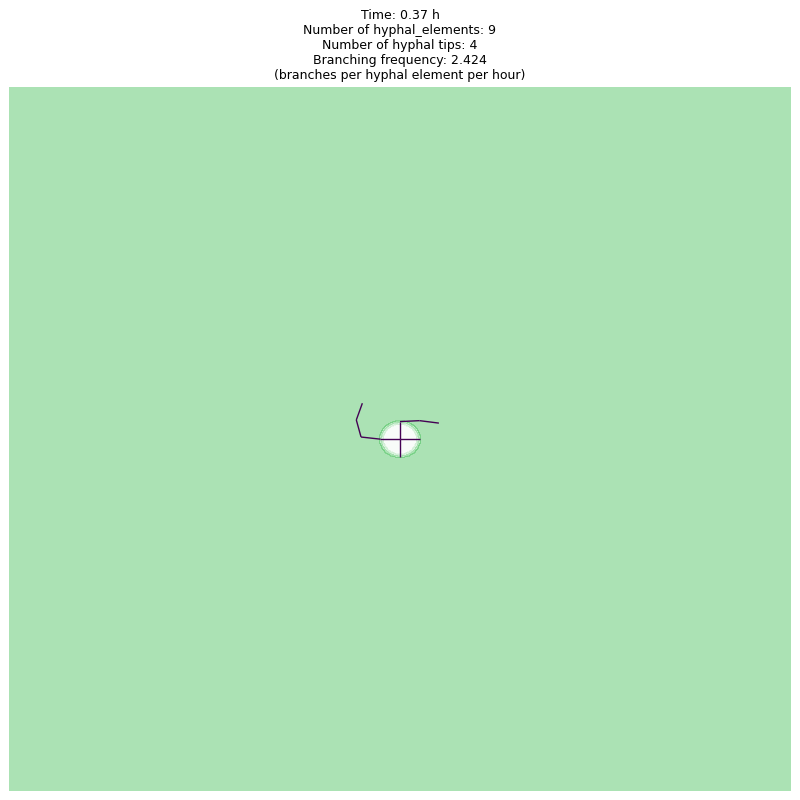 Time: 0.37 h
Number of hyphal_elements: 9
Number of hyphal tips: 4
Branching frequency: 2.424
(branches per hyphal element per hour)